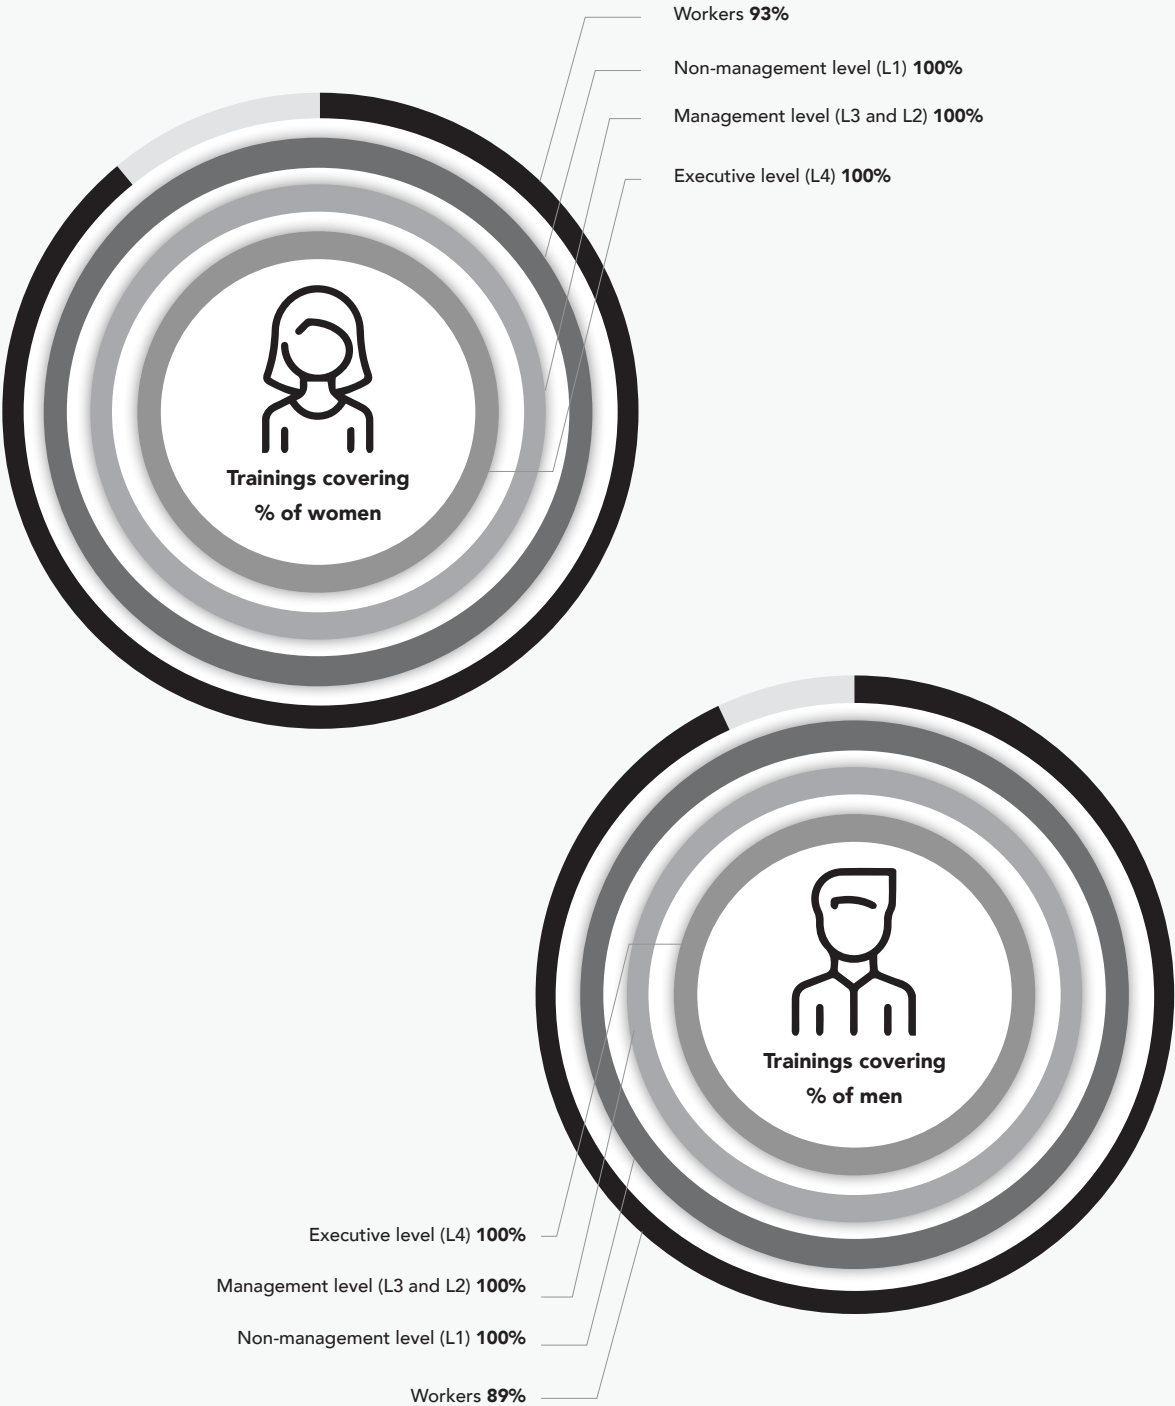 Workers 93%
Non-management level (L1) 100%
Management level (L3 and L2) 100%
Executive level (L4) 100%
Trainings covering
% of women
Trainings covering
% of men
Executive level (L4) 100%
Management level (L3 and L2) 100%
Non-management level (L1) 100%
Workers 89%